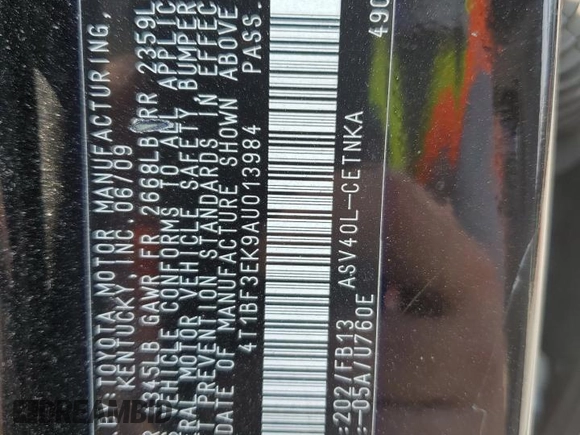 TOYOTA MOTOR MANUFACTURING,
KENTUCKY, INC. 06/09
45LB GAWR FR 2668LB RR 2359L
VEHICLE CONFORMS TO ALL APPLIC
MOTOR VEHICLE SAFETY, BUMPER
PREVENTION STANDARDS IN EFFEC
DATE OF MANUFACTURE SHOWN ABOVE
4T1BF3EK9AU013984 PASS.
:202/FB13 ASV40L-CETNKA 490
:-05A/U760E
DREAMBID